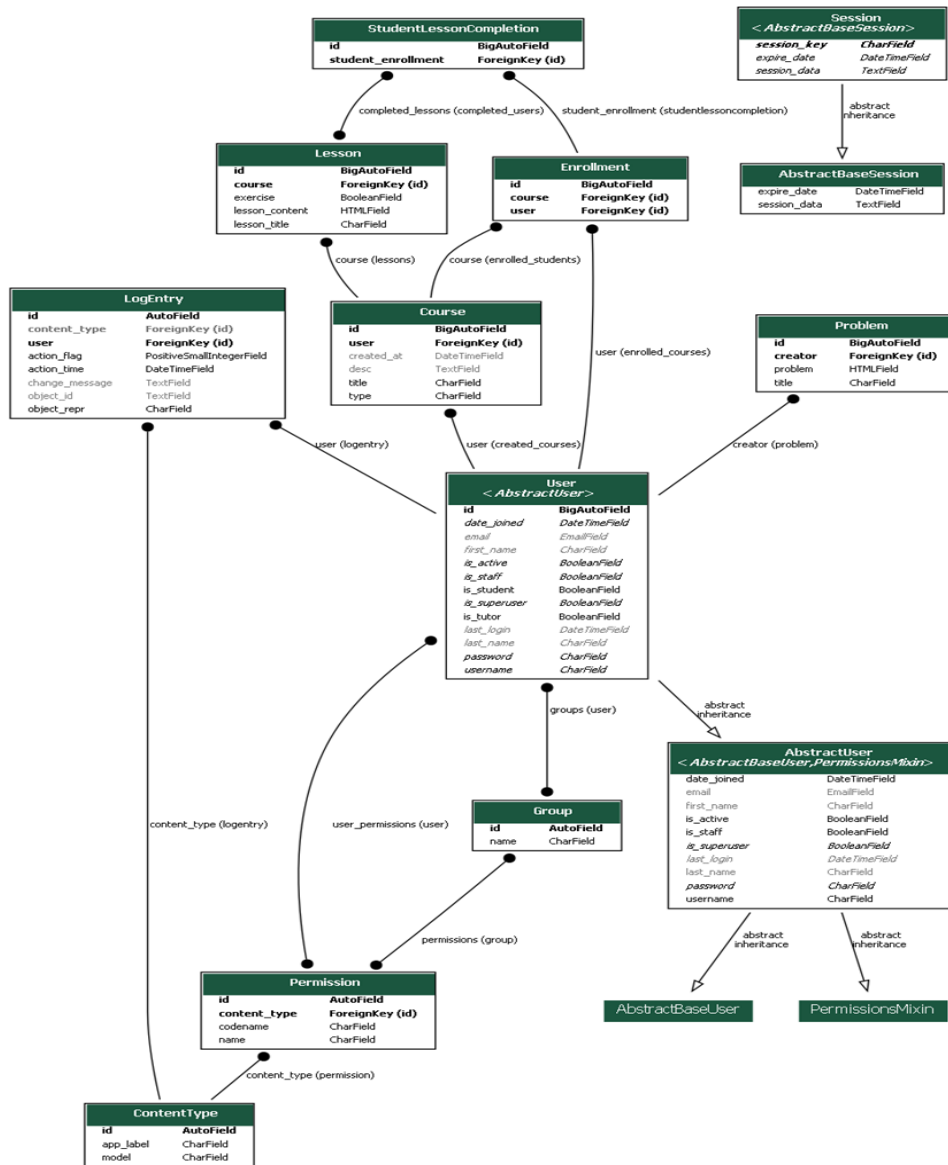 StudentLessonCompletion
id BigAutoField
student_enrollment ForeignKey (id)
Session
<AbstractBaseSession>
session_key CharField
expire_date DateTimeField
session_data TextField
completed_lessons (completed_users)
student_enrollment (studentlessoncompletion)
abstract
inheritance
Lesson
id BigAutoField
course ForeignKey (id)
exercise BooleanField
lesson_content HTMLField
lesson_title CharField
Enrollment
id BigAutoField
course ForeignKey (id)
user ForeignKey (id)
AbstractBaseSession
expire_date DateTimeField
session_data TextField
course (lessons)
course (enrolled_students)
LogEntry
id AutoField
content_type ForeignKey (id)
user ForeignKey (id)
action_flag PositiveSmallIntegerField
action_time DateTimeField
change_message TextField
object_id TextField
object_repr CharField
Course
id BigAutoField
user ForeignKey (id)
created_at DateTimeField
desc TextField
title CharField
type CharField
user (enrolled_courses)
Problem
id BigAutoField
creator ForeignKey (id)
problem HTMLField
title CharField
user (logentry)
user (created_courses)
creator (problem)
User
<AbstractUser>
id BigAutoField
date_joined DateTimeField
email EmailField
first_name CharField
is_active BooleanField
is_staff BooleanField
is_student BooleanField
is_superuser BooleanField
is_tutor BooleanField
last_login DateTimeField
last_name CharField
password CharField
username CharField
groups (user)
abstract
inheritance
AbstractUser
<AbstractBaseUser,PermissionsMixin>
date_joined DateTimeField
email EmailField
first_name CharField
is_active BooleanField
is_staff BooleanField
is_superuser BooleanField
last_login DateTimeField
last_name CharField
password CharField
username CharField
content_type (logentry)
user_permissions (user)
Group
id AutoField
name CharField
permissions (group)
abstract
inheritance
abstract
inheritance
Permission
id AutoField
content_type ForeignKey (id)
codename CharField
name CharField
AbstractBaseUser
PermissionsMixin
content_type (permission)
ContentType
id AutoField
app_label CharField
model CharField